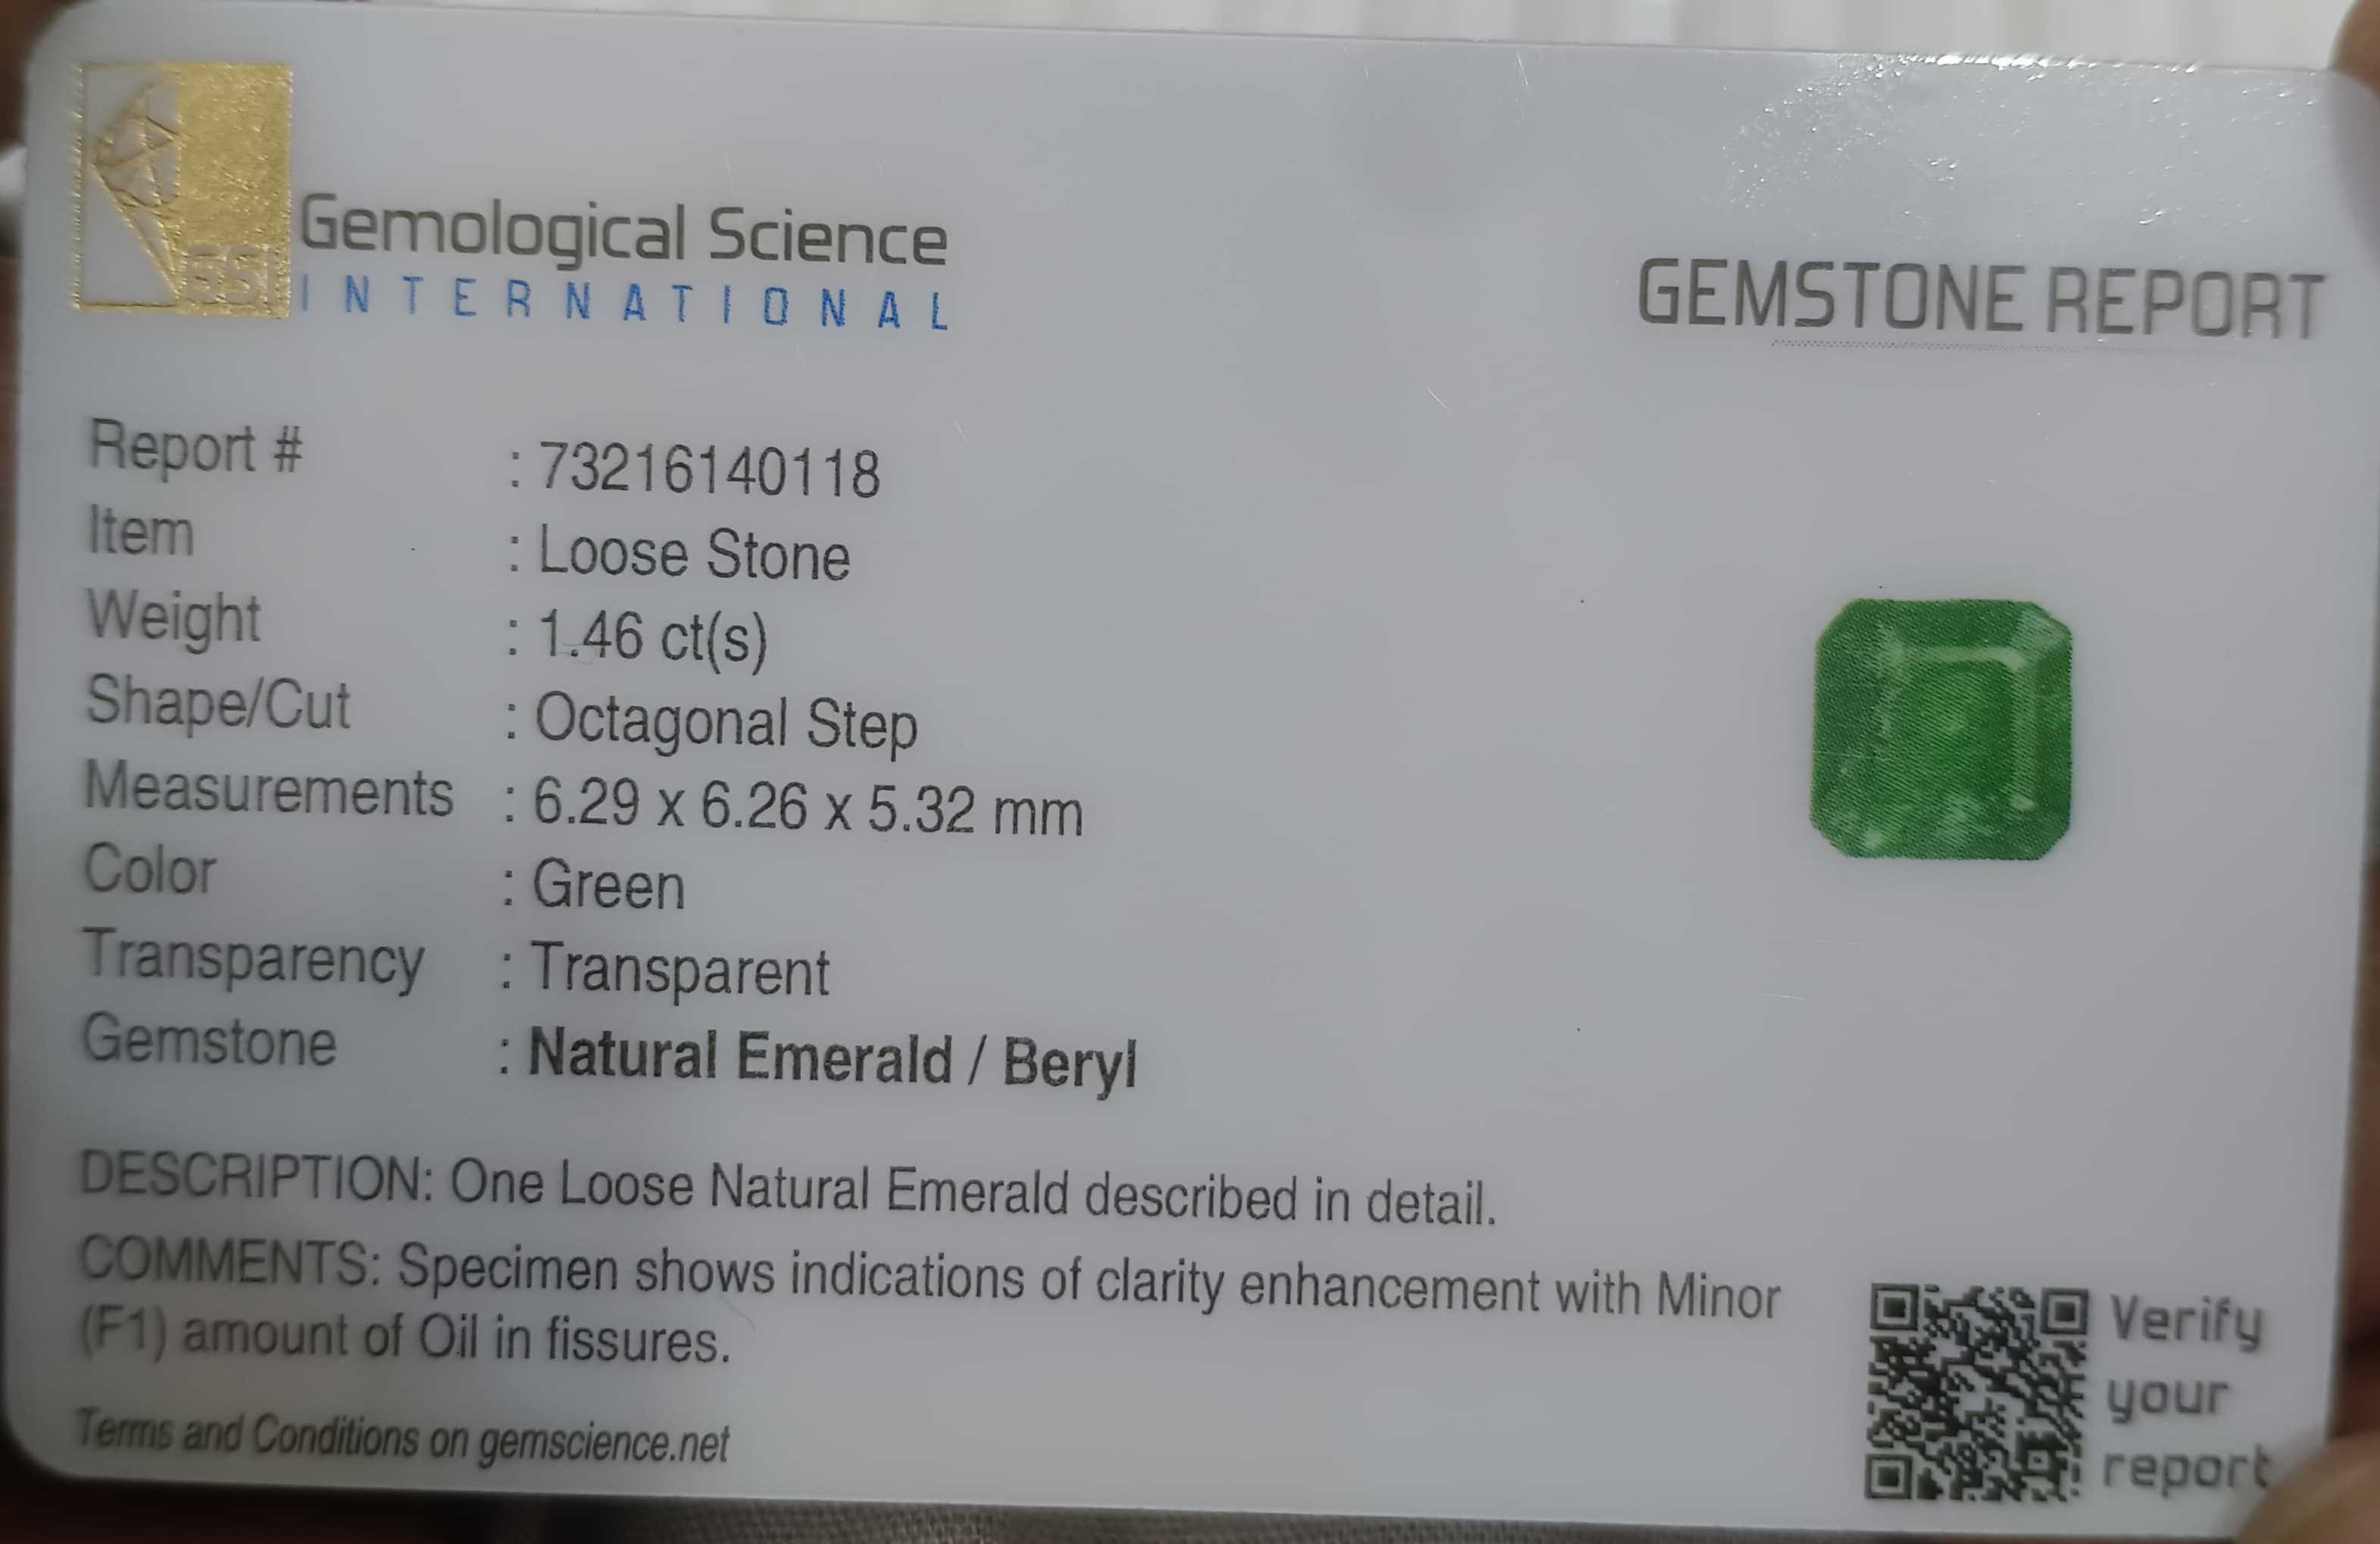 GSI
Gemological Science
INTERNATIONAL
GEMSTONE REPORT
Report # : 73216140118
Item : Loose Stone
Weight : 1.46 ct(s)
Shape/Cut : Octagonal Step
Measurements : 6.29 x 6.26 x 5.32 mm
Color : Green
Transparency : Transparent
Gemstone : Natural Emerald / Beryl
DESCRIPTION: One Loose Natural Emerald described in detail.
COMMENTS: Specimen shows indications of clarity enhancement with Minor
(F1) amount of Oil in fissures.
Terms and Conditions on gemscience.net
Verify
your
report